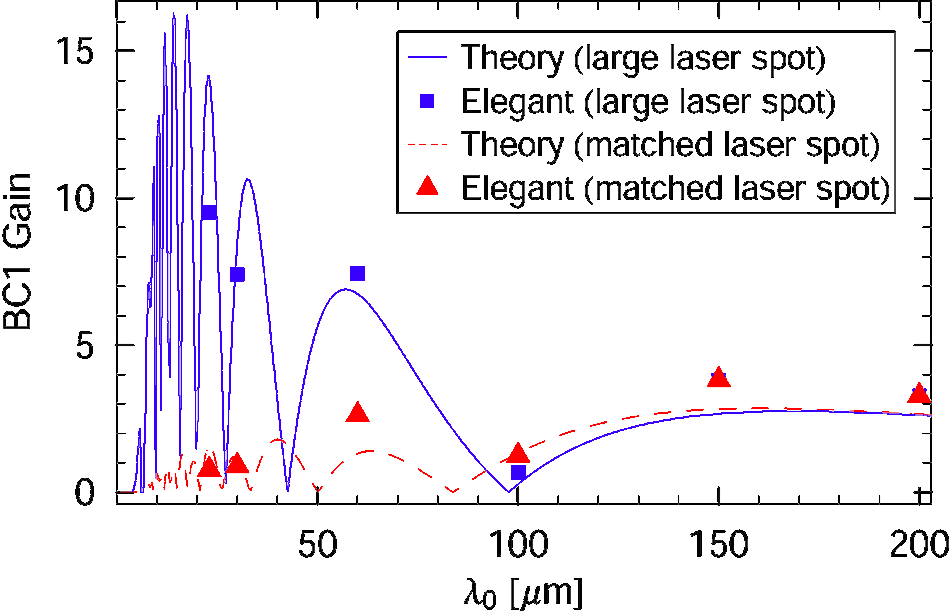 15
10
5
0
BC1 Gain
Theory (large laser spot)
Elegant (large laser spot)
Theory (matched laser spot)
Elegant (matched laser spot)
50 100 150 200
λ0 [μm]